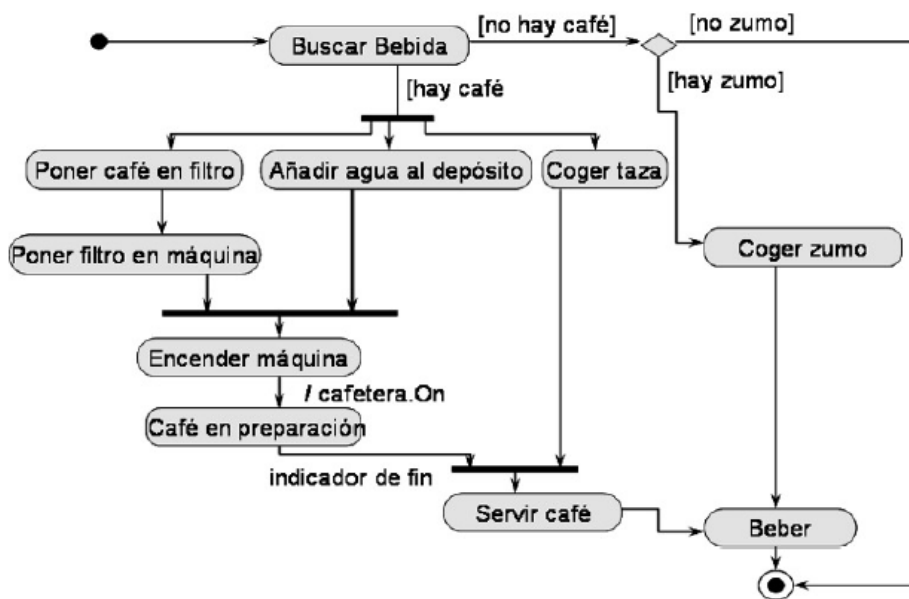 Buscar Bebida
[no hay café]
[no zumo]
[hay café
[hay zumo]
Poner café en filtro
Añadir agua al depósito
Coger taza
Poner filtro en máquina
Coger zumo
Encender máquina
/ cafetera.On
Café en preparación
indicador de fin
Servir café
Beber